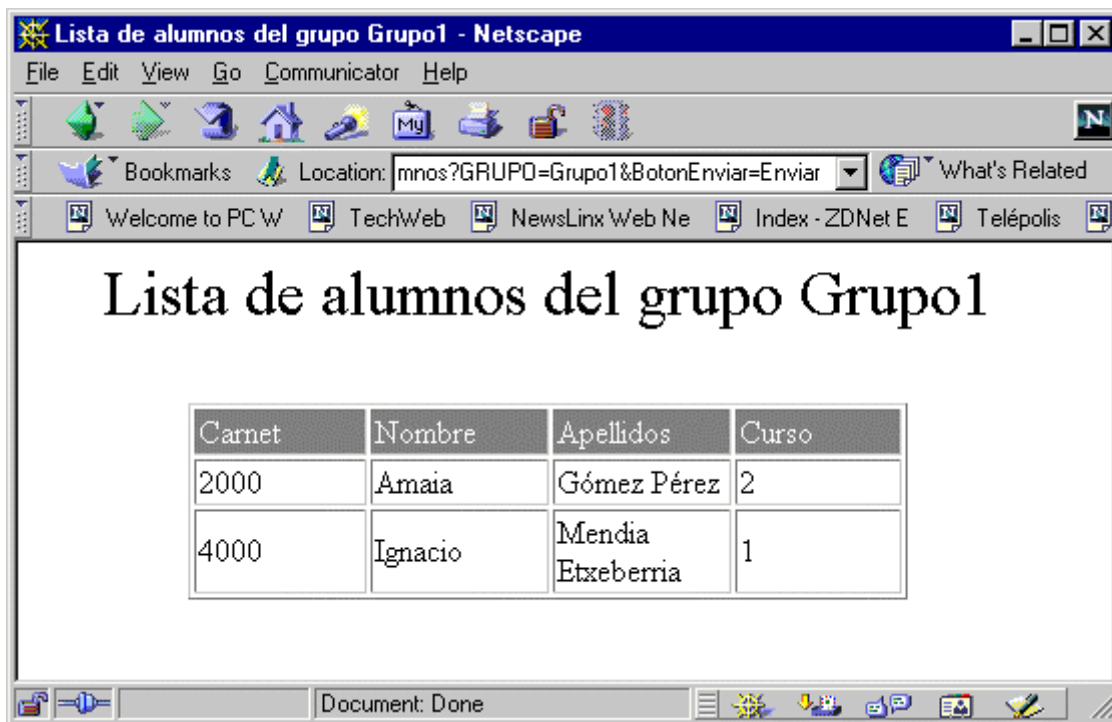 Lista de alumnos del grupo Grupo1 - Netscape
File Edit View Go Communicator Help
My
N
Bookmarks Location: mnos?GRUPO=Grupo1&BotonEnviar=Enviar What's Related
Welcome to PC W TechWeb NewsLinx Web Ne Index - ZDNet E Telépolis
Lista de alumnos del grupo Grupo1
Carnet Nombre Apellidos Curso
2000 Amaia Gómez Pérez 2
4000 Ignacio Mendia Etxeberria 1
Document: Done